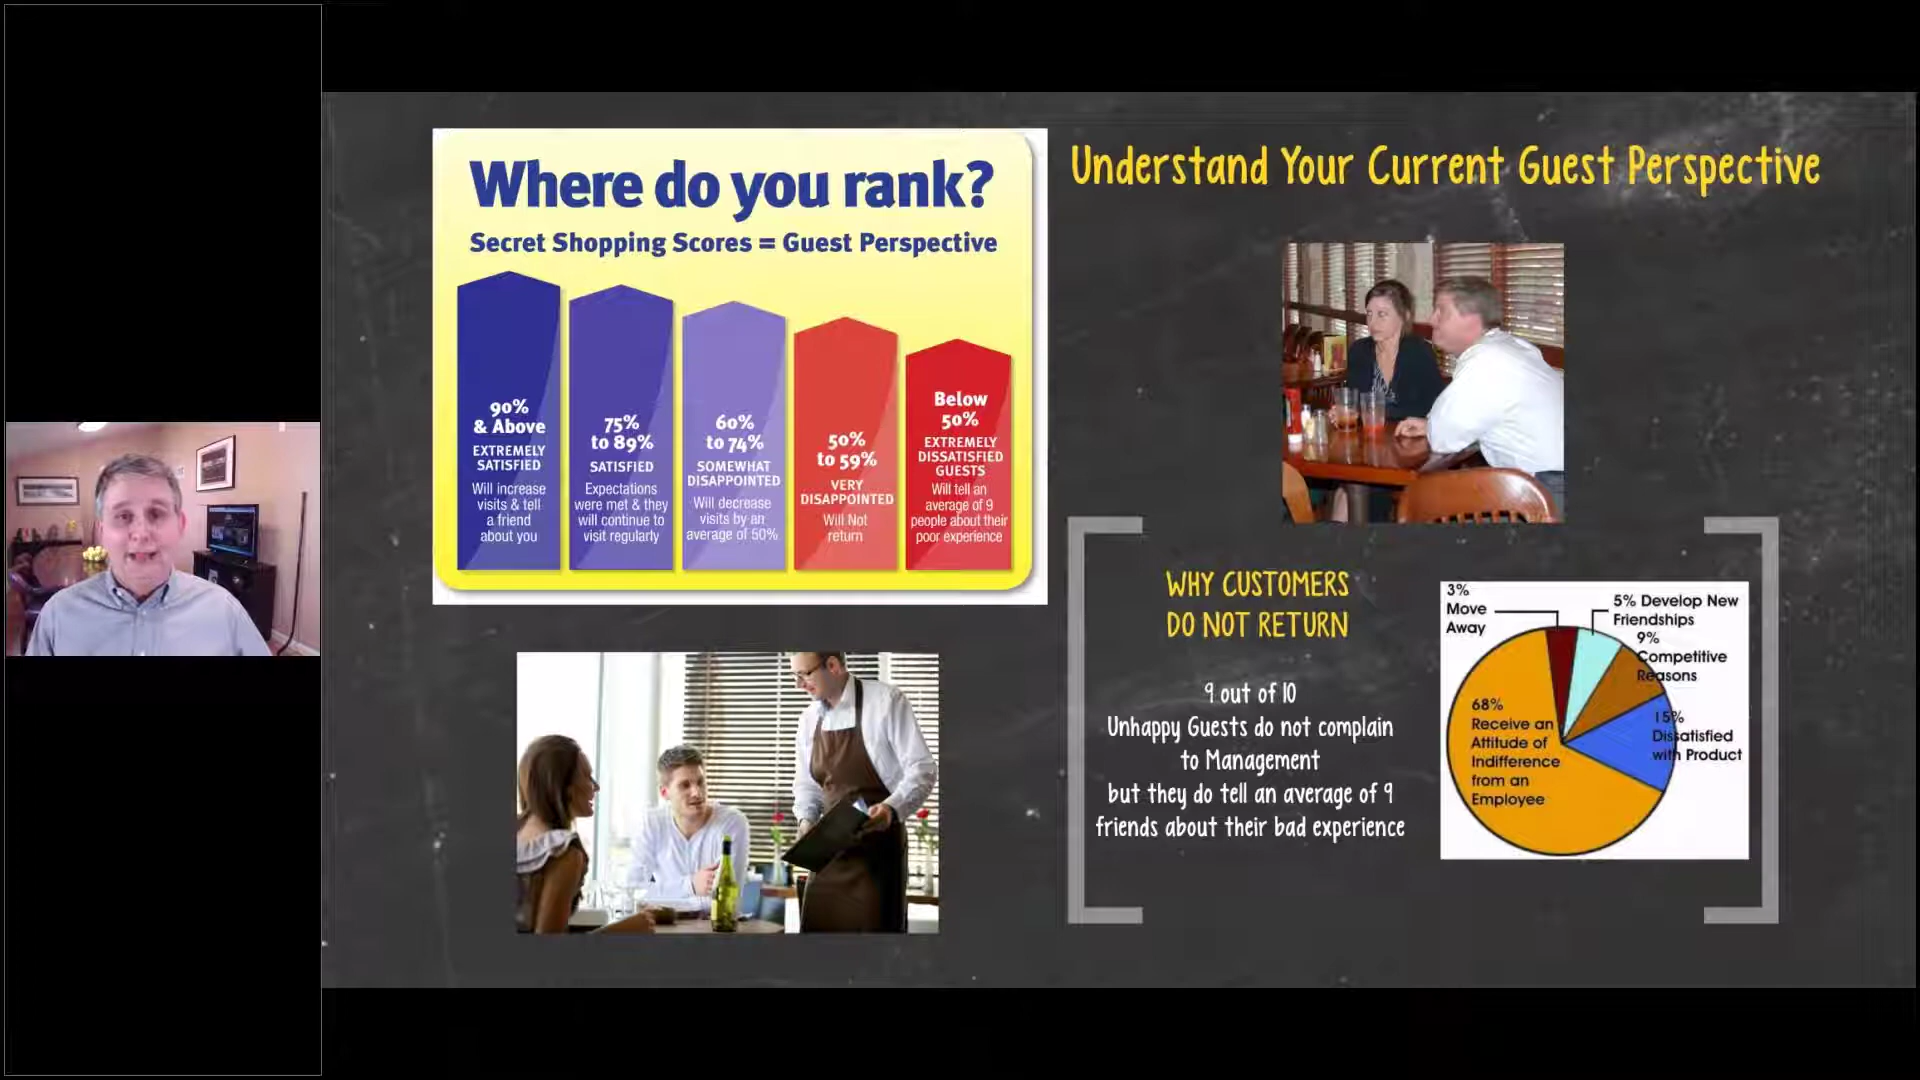 Where do you rank?
Secret Shopping Scores = Guest Perspective
90%
& Above
EXTREMELY
SATISFIED
Will increase
visits & tell
a friend
about you
75%
to 89%
SATISFIED
Expectations
were met & they
will continue to
visit regularly
60%
to 74%
SOMEWHAT
DISAPPOINTED
Will decrease
visits by an
average of 50%
50%
to 59%
VERY
DISAPPOINTED
Will Not
return
Below
50%
EXTREMELY
DISSATISFIED
GUESTS
Will tell an
average of 9
people about their
poor experience
Understand Your Current Guest Perspective
WHY CUSTOMERS
DO NOT RETURN
9 out of 10
Unhappy Guests do not complain
to Management
but they do tell an average of 9
friends about their bad experience
3%
Move
Away
5% Develop New
Friendships
9%
Competitive
Reasons
15%
Dissatisfied
with Product
68%
Receive an
Attitude of
Indifference
from an
Employee